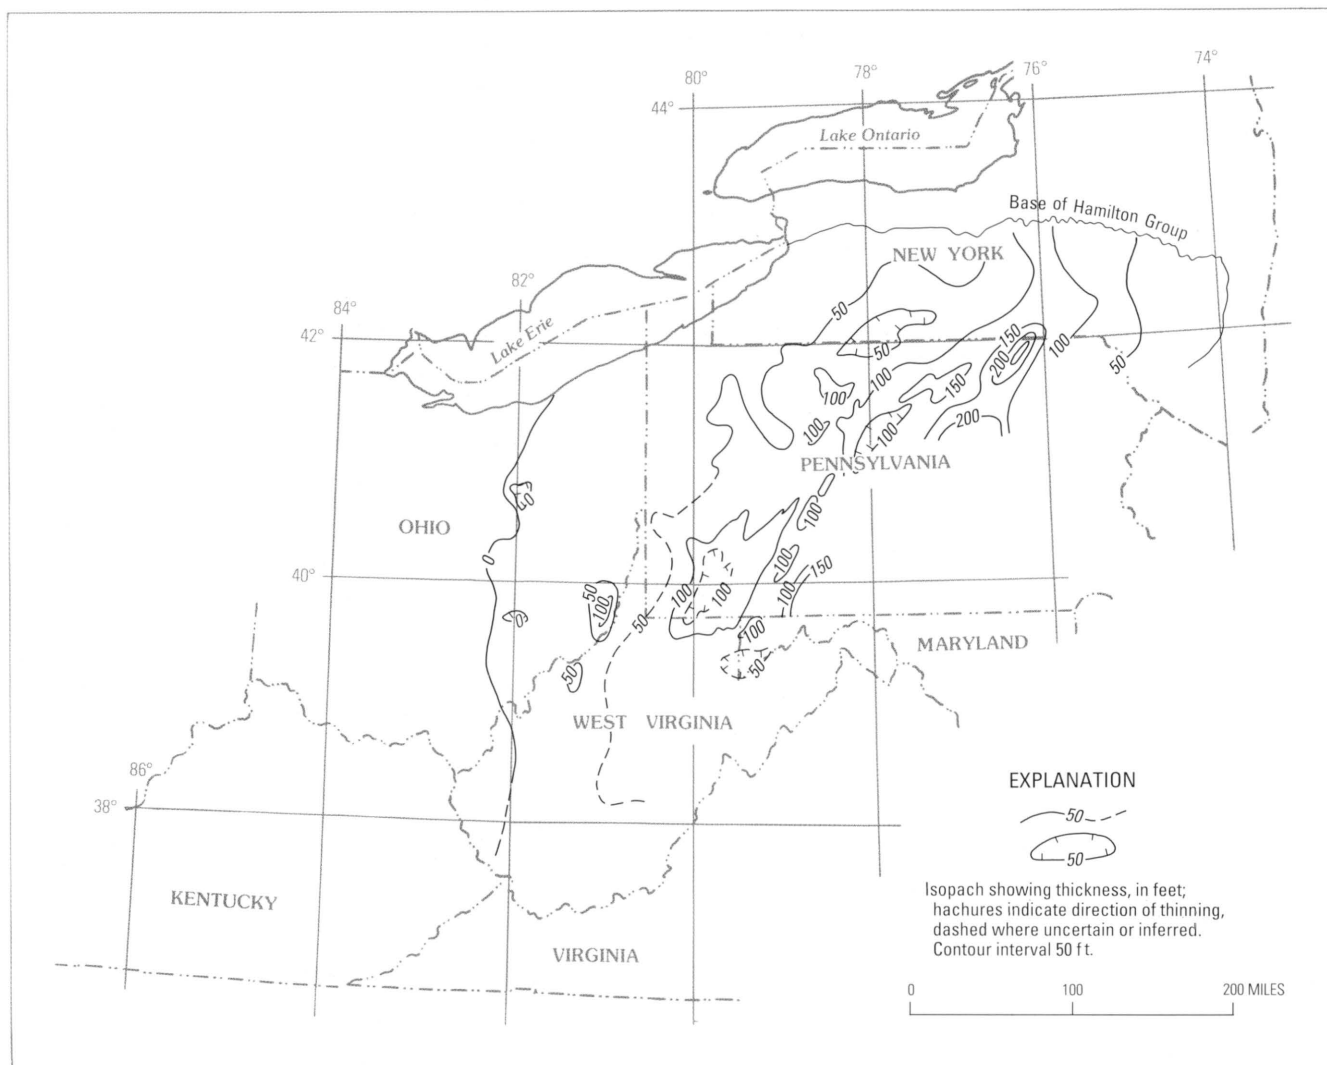 74°
76°
78°
80°
44°
Lake Ontario
Base of Hamilton Group
NEW YORK
82°
84°
50
42°
Lake Erie
50
150
200
100
50
100
150
100
100
100
200
PENNSYLVANIA
0
OHIO
100
0
40°
100
150
50
100
100
100
100
0
50
100
MARYLAND
50
50
WEST VIRGINIA
86°
38°
EXPLANATION
50
50
Isopach showing thickness, in feet;
hachures indicate direction of thinning,
dashed where uncertain or inferred.
Contour interval 50 ft.
KENTUCKY
VIRGINIA
0 100 200 MILES